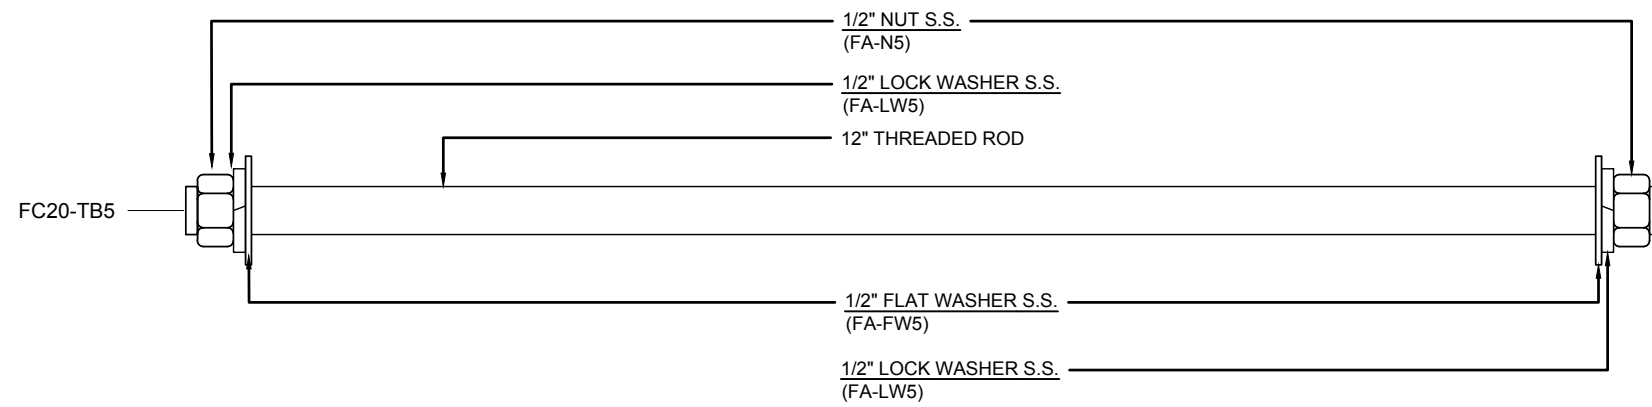 1/2" NUT S.S.
(FA-N5)
1/2" LOCK WASHER S.S.
(FA-LW5)
12" THREADED ROD
FC20-TB5
1/2" FLAT WASHER S.S.
(FA-FW5)
1/2" LOCK WASHER S.S.
(FA-LW5)